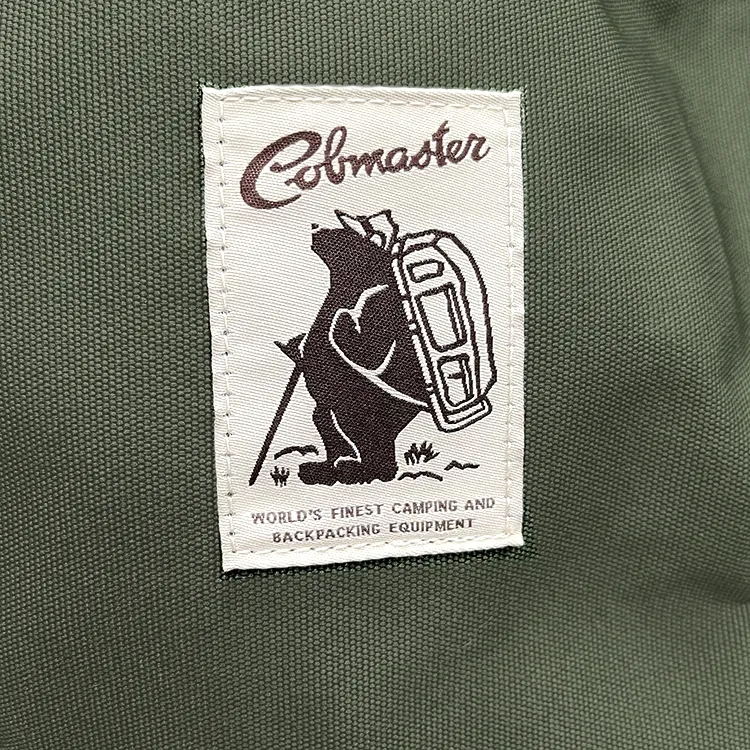 Cobmaster
WORLD'S FINEST CAMPING AND
BACKPACKING EQUIPMENT